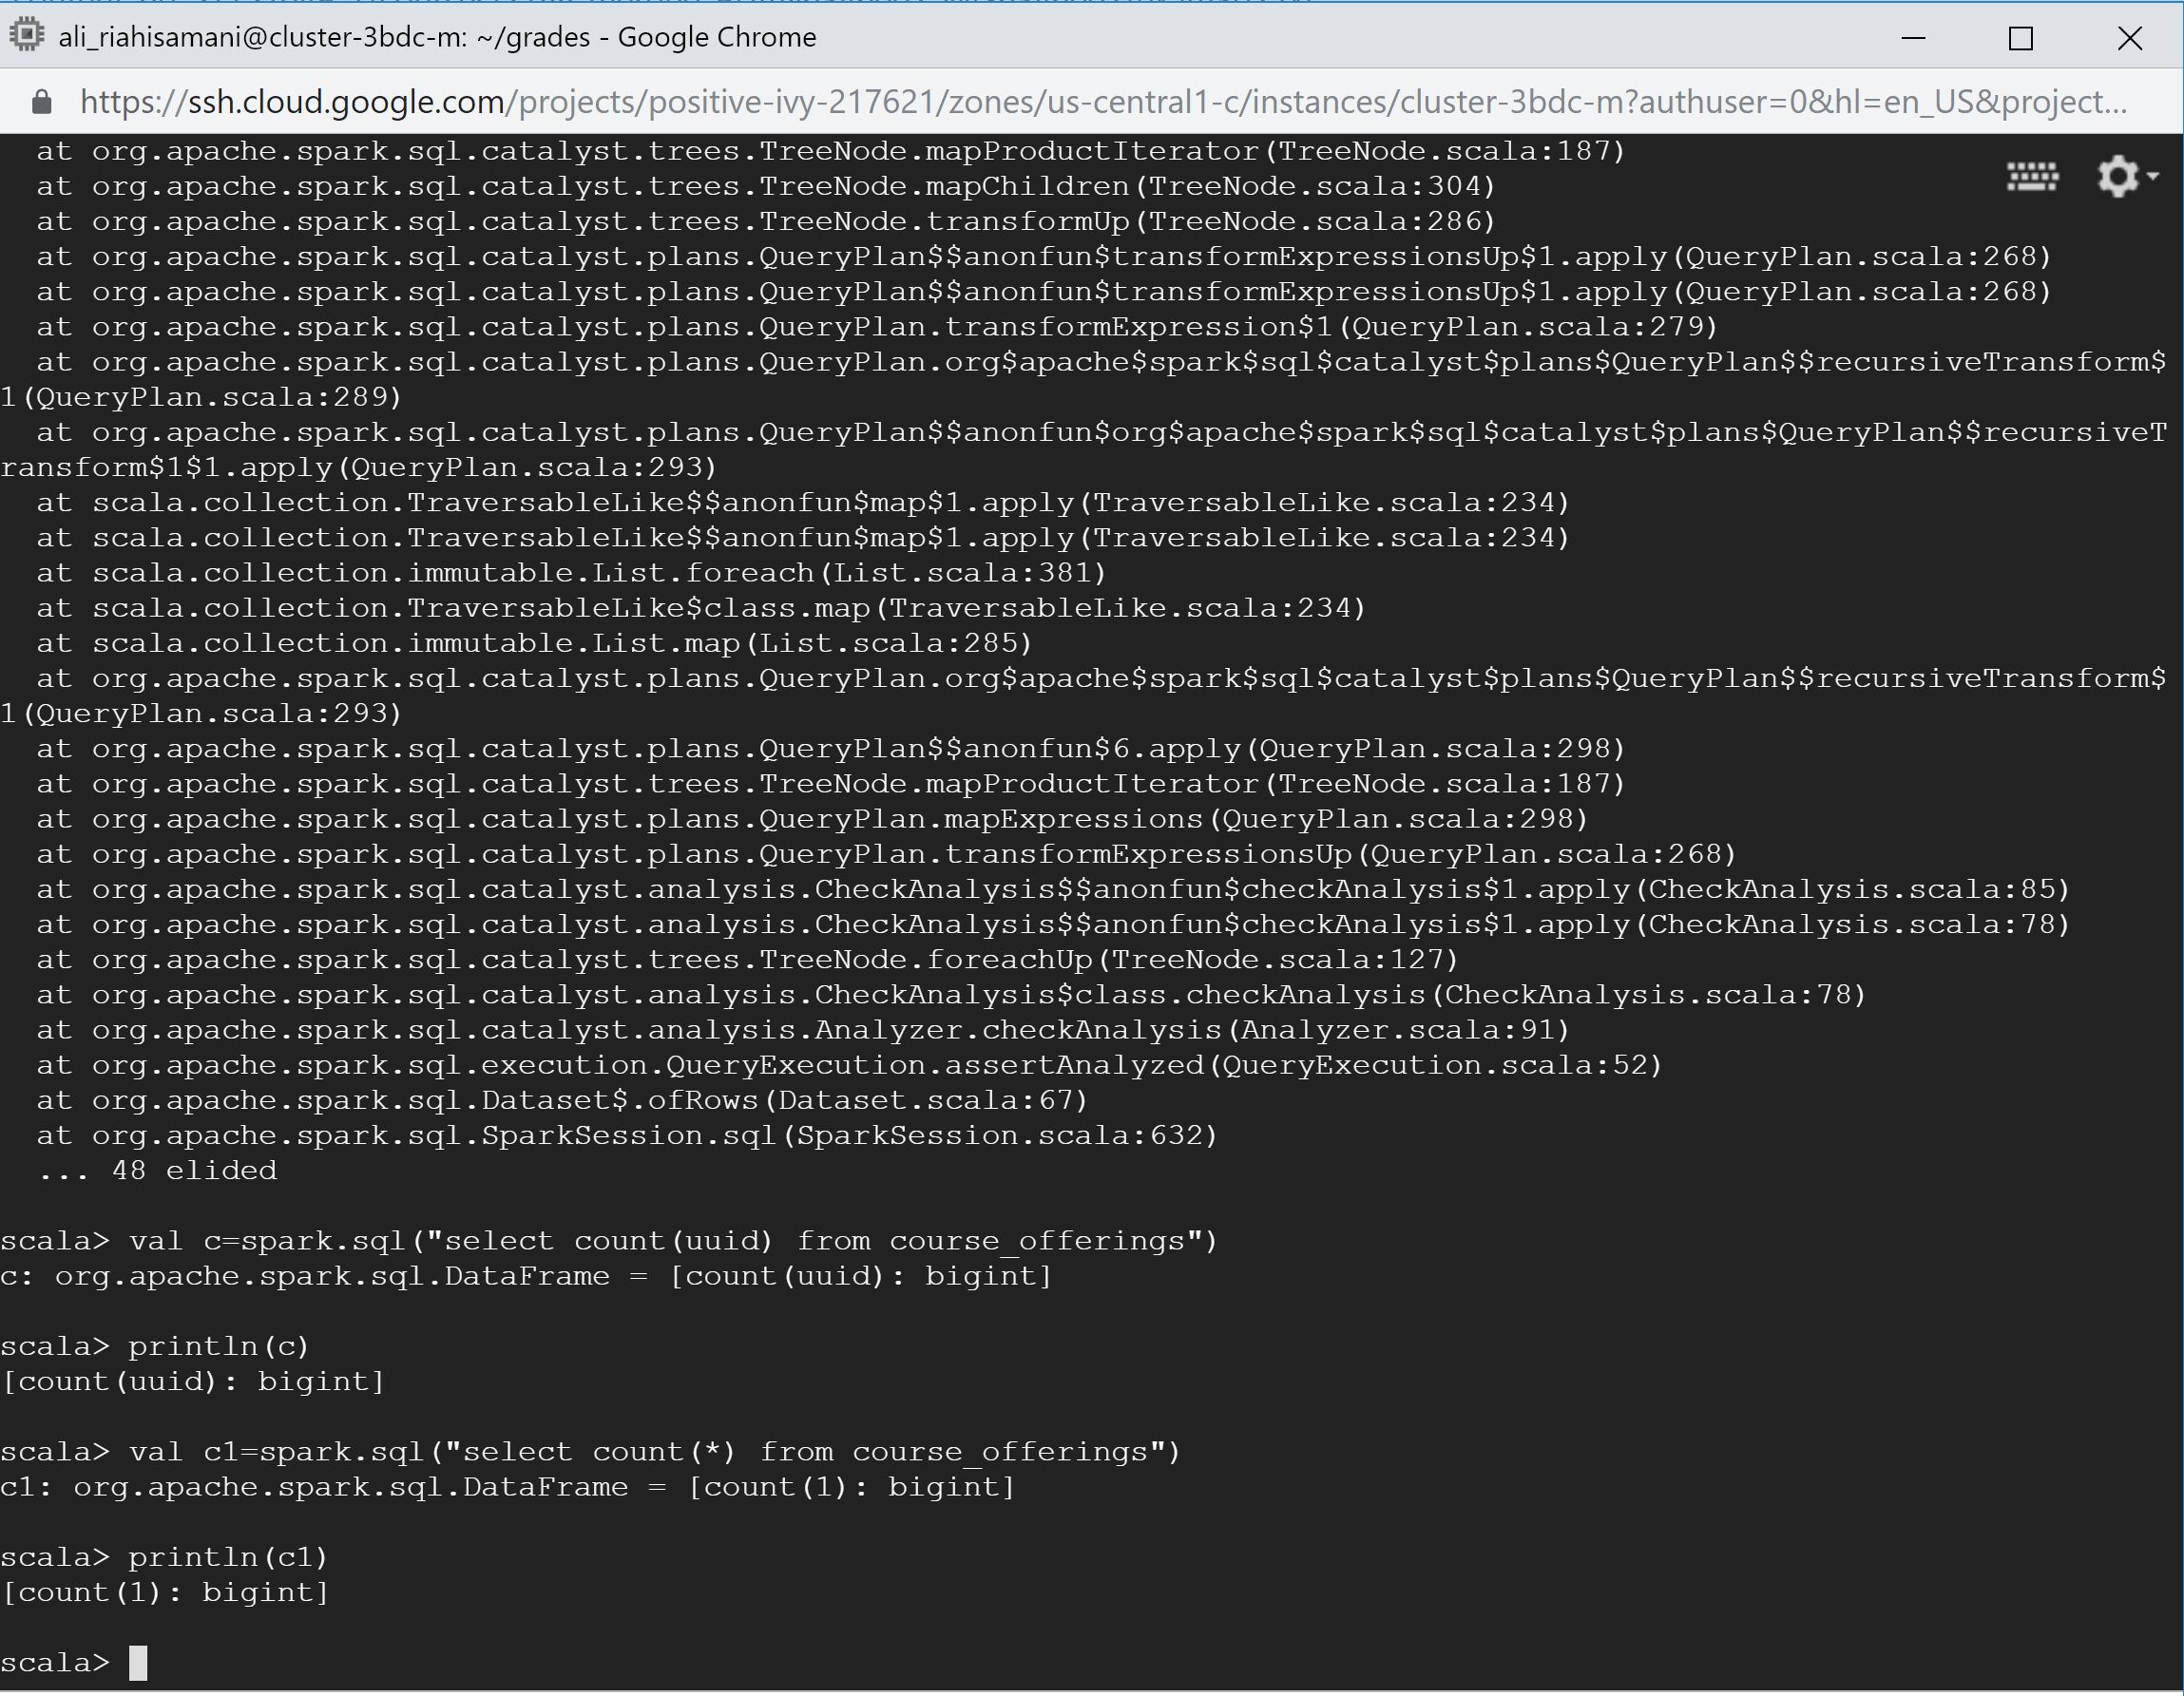 ali_riahisamani@cluster-3bdc-m: ~/grades - Google Chrome
https://ssh.cloud.google.com/projects/positive-ivy-217621/zones/us-central1-c/instances/cluster-3bdc-m?authuser=0&hl=en_US&project...
  at org.apache.spark.sql.catalyst.trees.TreeNode.mapProductIterator(TreeNode.scala:187)
  at org.apache.spark.sql.catalyst.trees.TreeNode.mapChildren(TreeNode.scala:304)
  at org.apache.spark.sql.catalyst.trees.TreeNode.transformUp(TreeNode.scala:286)
  at org.apache.spark.sql.catalyst.plans.QueryPlan$$anonfun$transformExpressionsUp$1.apply(QueryPlan.scala:268)
  at org.apache.spark.sql.catalyst.plans.QueryPlan$$anonfun$transformExpressionsUp$1.apply(QueryPlan.scala:268)
  at org.apache.spark.sql.catalyst.plans.QueryPlan.transformExpression$1(QueryPlan.scala:279)
  at org.apache.spark.sql.catalyst.plans.QueryPlan.org$apache$spark$sql$catalyst$plans$QueryPlan$$recursiveTransform$
1(QueryPlan.scala:289)
  at org.apache.spark.sql.catalyst.plans.QueryPlan$$anonfun$org$apache$spark$sql$catalyst$plans$QueryPlan$$recursiveT
ransform$1$1.apply(QueryPlan.scala:293)
  at scala.collection.TraversableLike$$anonfun$map$1.apply(TraversableLike.scala:234)
  at scala.collection.TraversableLike$$anonfun$map$1.apply(TraversableLike.scala:234)
  at scala.collection.immutable.List.foreach(List.scala:381)
  at scala.collection.TraversableLike$class.map(TraversableLike.scala:234)
  at scala.collection.immutable.List.map(List.scala:285)
  at org.apache.spark.sql.catalyst.plans.QueryPlan.org$apache$spark$sql$catalyst$plans$QueryPlan$$recursiveTransform$
1(QueryPlan.scala:293)
  at org.apache.spark.sql.catalyst.plans.QueryPlan$$anonfun$6.apply(QueryPlan.scala:298)
  at org.apache.spark.sql.catalyst.trees.TreeNode.mapProductIterator(TreeNode.scala:187)
  at org.apache.spark.sql.catalyst.plans.QueryPlan.mapExpressions(QueryPlan.scala:298)
  at org.apache.spark.sql.catalyst.plans.QueryPlan.transformExpressionsUp(QueryPlan.scala:268)
  at org.apache.spark.sql.catalyst.analysis.CheckAnalysis$$anonfun$checkAnalysis$1.apply(CheckAnalysis.scala:85)
  at org.apache.spark.sql.catalyst.analysis.CheckAnalysis$$anonfun$checkAnalysis$1.apply(CheckAnalysis.scala:78)
  at org.apache.spark.sql.catalyst.trees.TreeNode.foreachUp(TreeNode.scala:127)
  at org.apache.spark.sql.catalyst.analysis.CheckAnalysis$class.checkAnalysis(CheckAnalysis.scala:78)
  at org.apache.spark.sql.catalyst.analysis.Analyzer.checkAnalysis(Analyzer.scala:91)
  at org.apache.spark.sql.execution.QueryExecution.assertAnalyzed(QueryExecution.scala:52)
  at org.apache.spark.sql.Dataset$.ofRows(Dataset.scala:67)
  at org.apache.spark.sql.SparkSession.sql(SparkSession.scala:632)
  ... 48 elided
scala> val c=spark.sql("select count(uuid) from course_offerings")
c: org.apache.spark.sql.DataFrame = [count(uuid): bigint]
scala> println(c)
[count(uuid): bigint]
scala> val c1=spark.sql("select count(*) from course_offerings")
c1: org.apache.spark.sql.DataFrame = [count(1): bigint]
scala> println(c1)
[count(1): bigint]
scala>